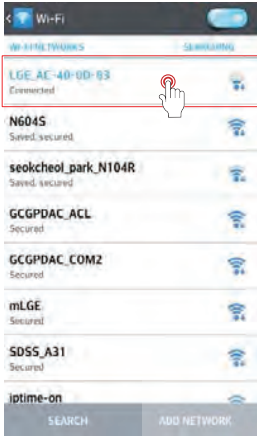 Wi-Fi
WI-FI NETWORKS SEARCHING
LGE_AC-40-0D-83
Connected
N604S
Saved, secured
seokcheol_park_N104R
Saved, secured
GCGPDAC_ACL
Secured
GCGPDAC_COM2
Secured
mLGE
Secured
SDSS_A31
Secured
iptime-on
SEARCH ADD NETWORK